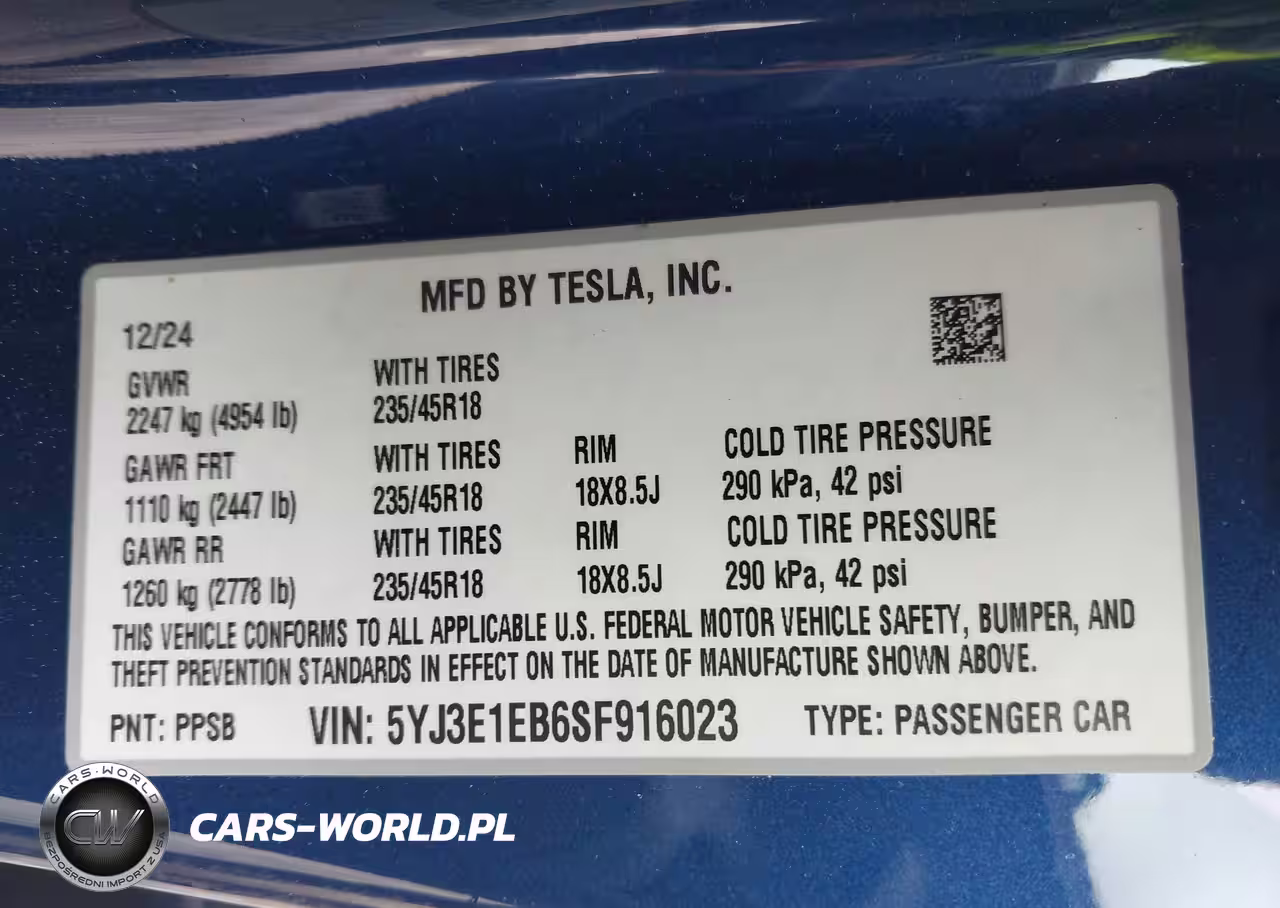 MFD BY TESLA, INC.
12/24
GVWR WITH TIRES
2247 kg (4954 lb) 235/45R18
GAWR FRT WITH TIRES RIM COLD TIRE PRESSURE
1110 kg (2447 lb) 235/45R18 18X8.5J 290 kPa, 42 psi
GAWR RR WITH TIRES RIM COLD TIRE PRESSURE
1260 kg (2778 lb) 235/45R18 18X8.5J 290 kPa, 42 psi
THIS VEHICLE CONFORMS TO ALL APPLICABLE U.S. FEDERAL MOTOR VEHICLE SAFETY, BUMPER, AND
THEFT PREVENTION STANDARDS IN EFFECT ON THE DATE OF MANUFACTURE SHOWN ABOVE.
PNT: PPSB VIN: 5YJ3E1EB6SF916023 TYPE: PASSENGER CAR
CARS-WORLD
CW
BEZPOŚREDNI IMPORT Z USA
CARS-WORLD.PL